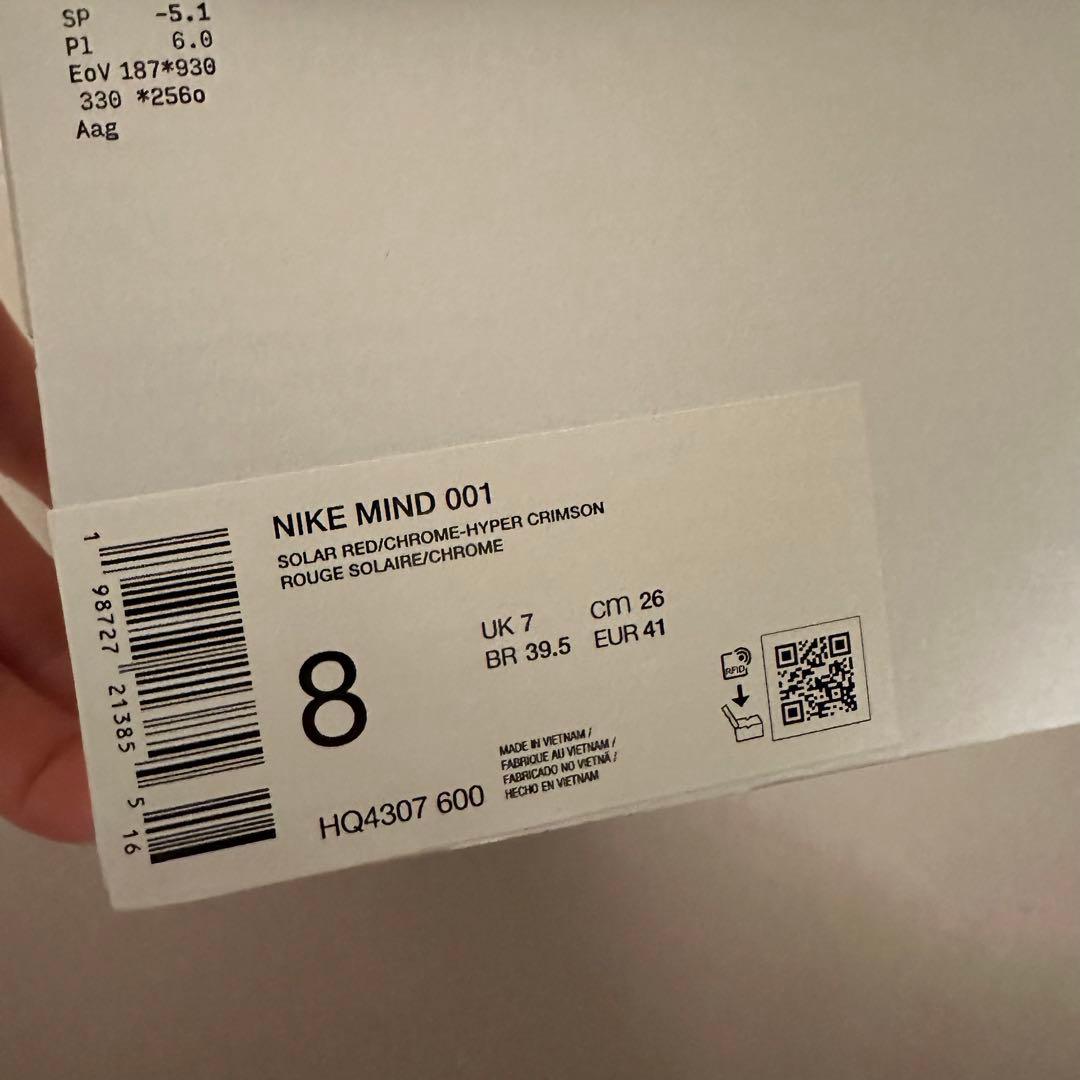 SP -5.1
Pl 6.0
EoV 187*930
330 *256o
Aag
NIKE MIND 001
SOLAR RED/CHROME-HYPER CRIMSON
ROUGE SOLAIRE/CHROME
UK 7 cm 26
BR 39.5 EUR 41
8
RFID
MADE IN VIETNAM /
FABRIQUE AU VIETNAM /
FABRICADO NO VIETNÃ /
HECHO EN VIETNAM
HQ4307 600
1 98727 21385 5 16